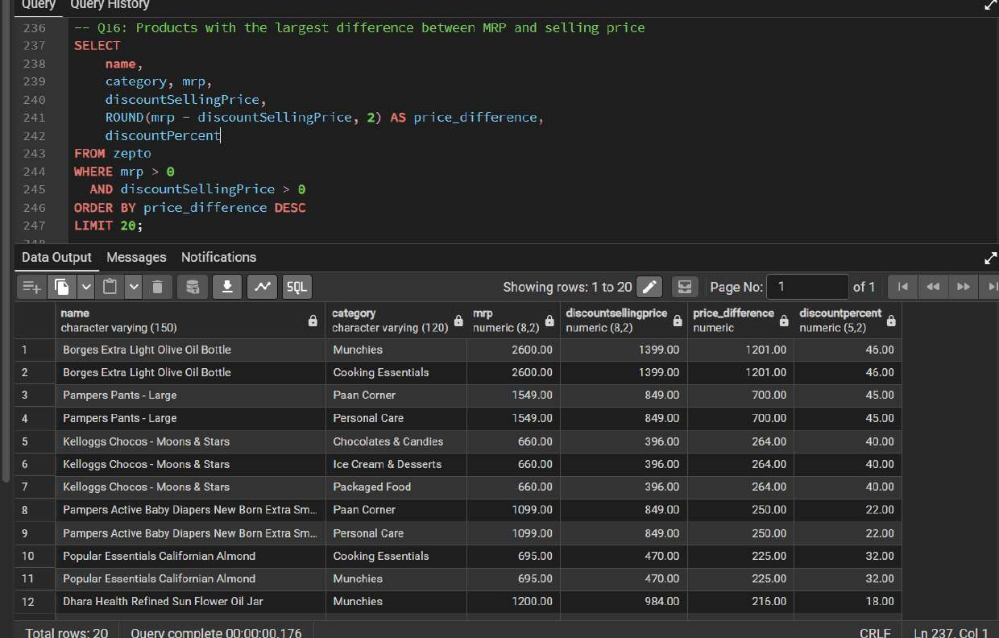 Query Query History
236 -- Q16: Products with the largest difference between MRP and selling price
237 SELECT
238 name,
239 category, mrp,
240 discountSellingPrice,
241 ROUND(mrp - discountSellingPrice, 2) AS price_difference,
242 discountPercent
243 FROM zepto
244 WHERE mrp > 0
245 AND discountSellingPrice > 0
246 ORDER BY price_difference DESC
247 LIMIT 20;
248
Data Output Messages Notifications
SQL Showing rows: 1 to 20 Page No: 1 of 1
name category mrp discountsellingprice price_difference discountpercent
character varying (150) character varying (120) numeric (8,2) numeric (8,2) numeric numeric (5,2)
1 Borges Extra Light Olive Oil Bottle Munchies 2600.00 1399.00 1201.00 46.00
2 Borges Extra Light Olive Oil Bottle Cooking Essentials 2600.00 1399.00 1201.00 46.00
3 Pampers Pants - Large Paan Corner 1549.00 849.00 700.00 45.00
4 Pampers Pants - Large Personal Care 1549.00 849.00 700.00 45.00
5 Kelloggs Chocos - Moons & Stars Chocolates & Candies 660.00 396.00 264.00 40.00
6 Kelloggs Chocos - Moons & Stars Ice Cream & Desserts 660.00 396.00 264.00 40.00
7 Kelloggs Chocos - Moons & Stars Packaged Food 660.00 396.00 264.00 40.00
8 Pampers Active Baby Diapers New Born Extra Sm... Paan Corner 1099.00 849.00 250.00 22.00
9 Pampers Active Baby Diapers New Born Extra Sm... Personal Care 1099.00 849.00 250.00 22.00
10 Popular Essentials Californian Almond Cooking Essentials 695.00 470.00 225.00 32.00
11 Popular Essentials Californian Almond Munchies 695.00 470.00 225.00 32.00
12 Dhara Health Refined Sun Flower Oil Jar Munchies 1200.00 984.00 216.00 18.00
Total rows: 20 Query complete 00:00:00.176 CRLF Ln 237, Col 1